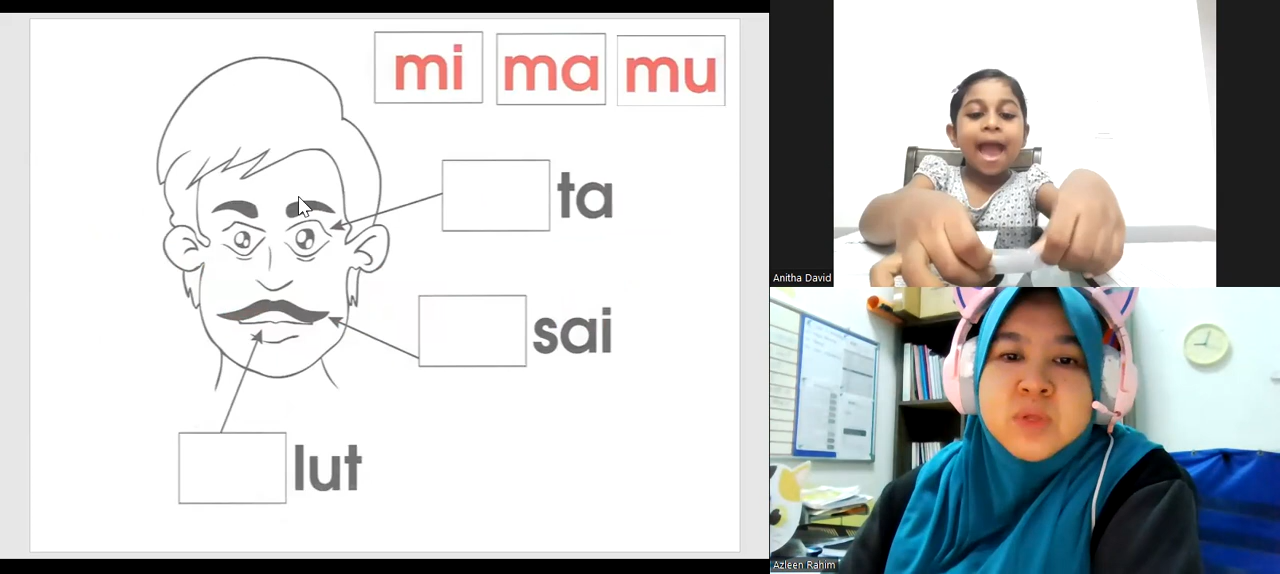 mi ma mu
ta
sai
lut
Anitha David
Azleen Rahim